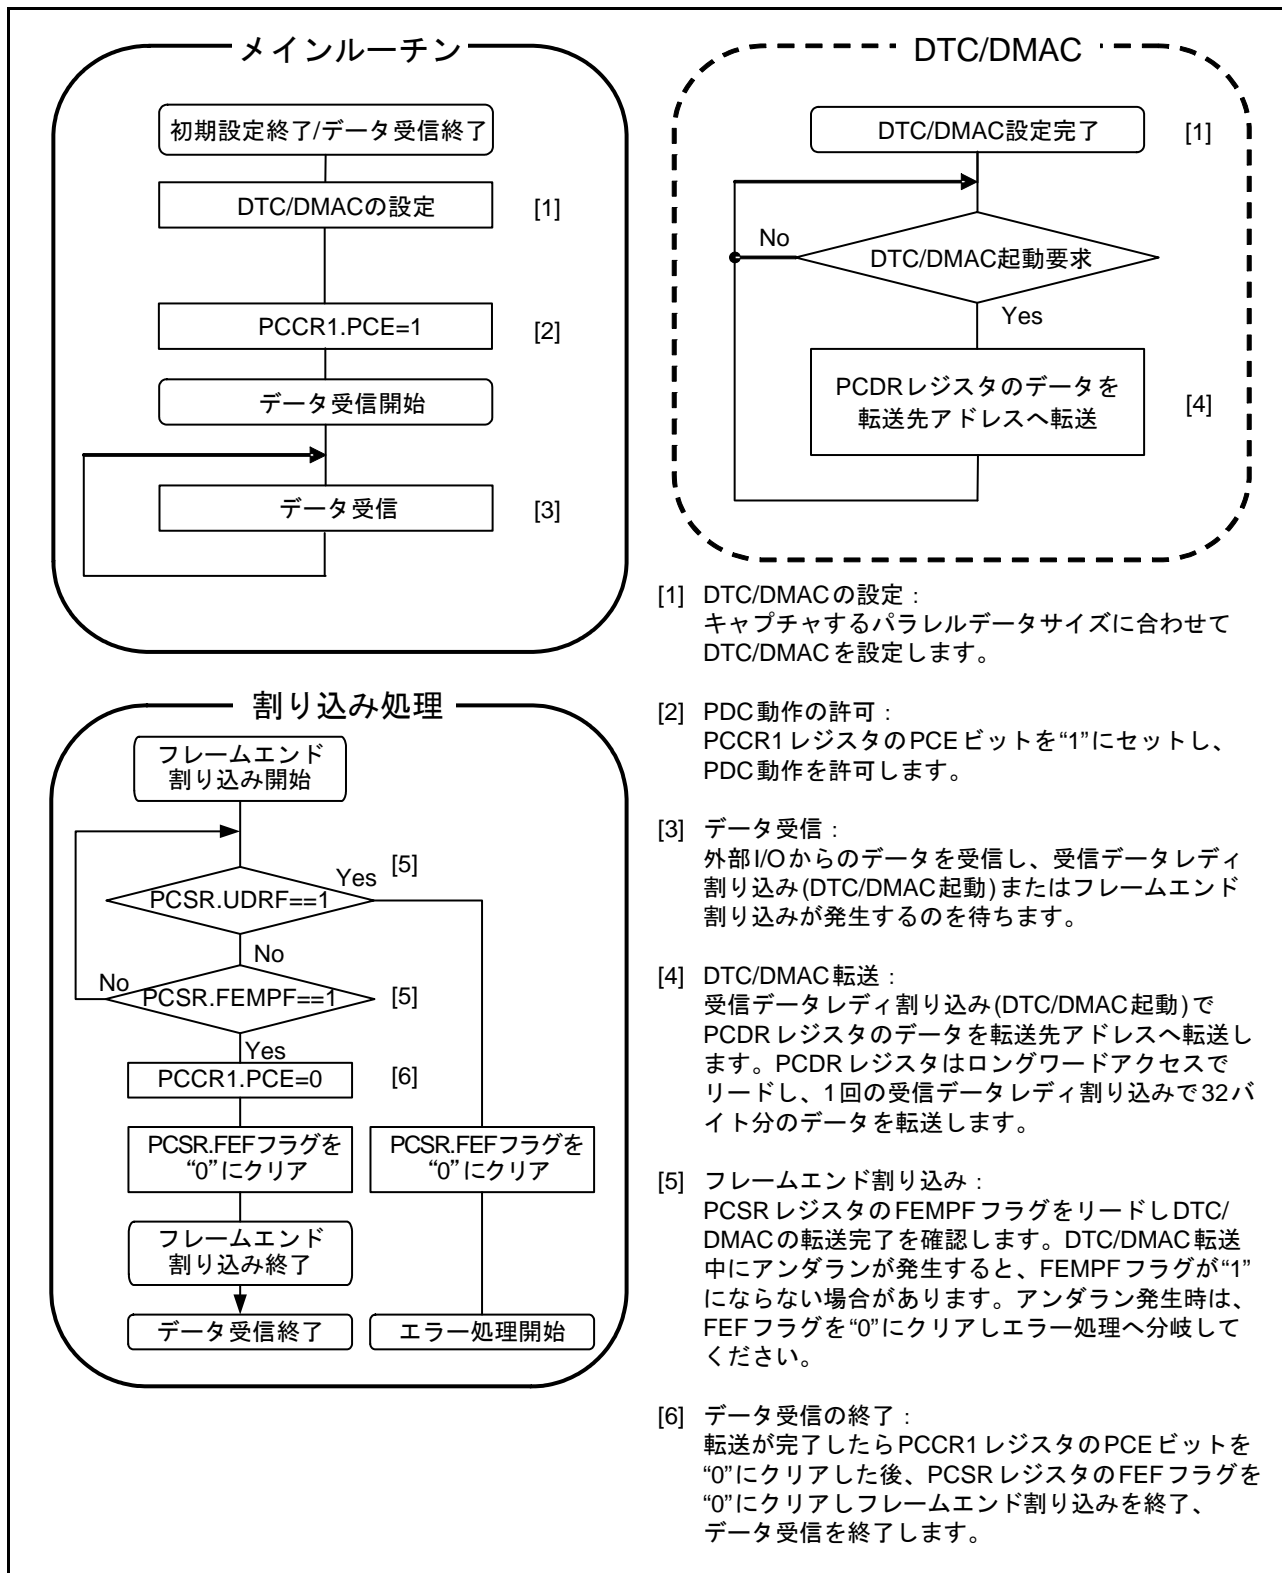 メインルーチン
初期設定終了/データ受信終了
DTC/DMACの設定
[1]
PCCR1.PCE=1
[2]
データ受信開始
データ受信
[3]
DTC/DMAC
DTC/DMAC設定完了
[1]
No
DTC/DMAC起動要求
Yes
PCDRレジスタのデータを
転送先アドレスへ転送
[4]
割り込み処理
フレームエンド
割り込み開始
PCSR.UDRF==1
Yes
[5]
No
No
PCSR.FEMPF==1
[5]
Yes
PCCR1.PCE=0
[6]
PCSR.FEFフラグを
“0”にクリア
PCSR.FEFフラグを
“0”にクリア
フレームエンド
割り込み終了
データ受信終了
エラー処理開始
[1] DTC/DMACの設定：
キャプチャするパラレルデータサイズに合わせて
DTC/DMACを設定します。
[2] PDC動作の許可：
PCCR1レジスタのPCEビットを“1”にセットし、
PDC動作を許可します。
[3] データ受信：
外部I/Oからのデータを受信し、受信データレディ
割り込み(DTC/DMAC起動)またはフレームエンド
割り込みが発生するのを待ちます。
[4] DTC/DMAC転送：
受信データレディ割り込み(DTC/DMAC起動)で
PCDRレジスタのデータを転送先アドレスへ転送し
ます。PCDRレジスタはロングワードアクセスで
リードし、1回の受信データレディ割り込みで32バ
イト分のデータを転送します。
[5] フレームエンド割り込み：
PCSRレジスタのFEMPFフラグをリードしDTC/
DMACの転送完了を確認します。DTC/DMAC転送
中にアンダランが発生すると、FEMPFフラグが“1”
にならない場合があります。アンダラン発生時は、
FEFフラグを“0”にクリアしエラー処理へ分岐して
ください。
[6] データ受信の終了：
転送が完了したらPCCR1レジスタのPCEビットを
“0”にクリアした後、PCSRレジスタのFEFフラグを
“0”にクリアしフレームエンド割り込みを終了、
データ受信を終了します。